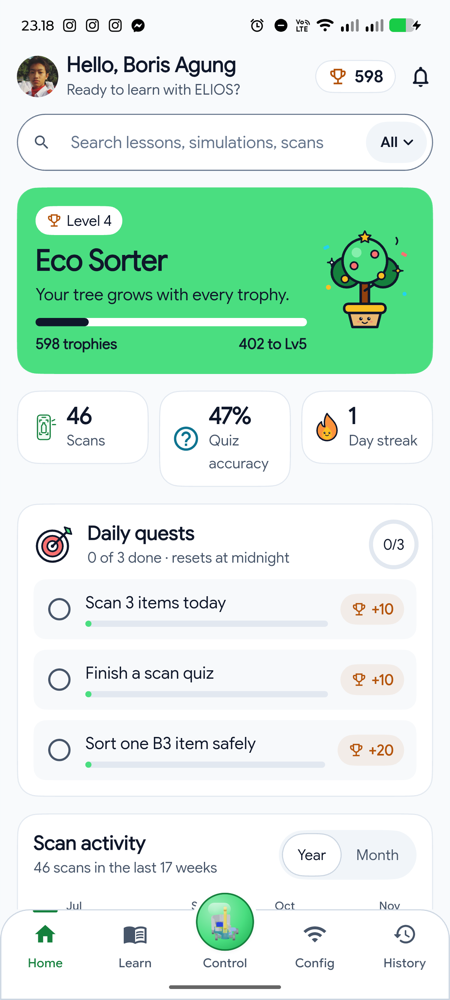 23.18
Vo))
LTE
Hello, Boris Agung
Ready to learn with ELIOS?
598
Search lessons, simulations, scans
All
Level 4
Eco Sorter
Your tree grows with every trophy.
598 trophies
402 to Lv5
46
Scans
47%
Quiz
accuracy
1
Day streak
Daily quests
0 of 3 done · resets at midnight
0/3
Scan 3 items today
+10
Finish a scan quiz
+10
Sort one B3 item safely
+20
Scan activity
46 scans in the last 17 weeks
Year
Month
Jul
Oct
Nov
Home
Learn
Control
Config
History